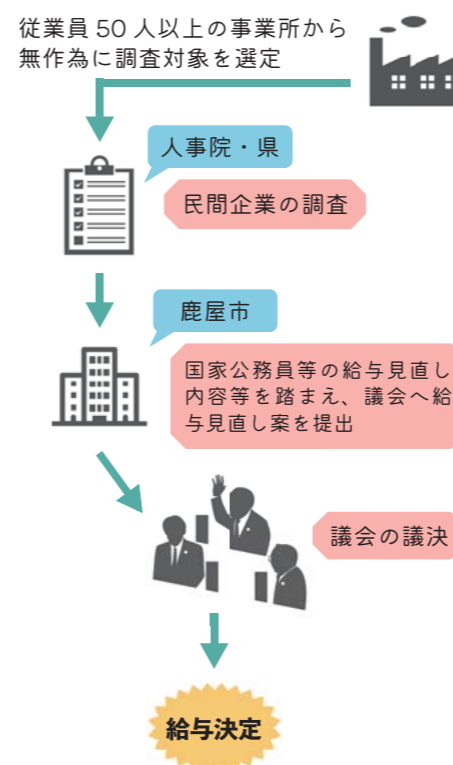 従業員 50 人以上の事業所から
無作為に調査対象を選定
人事院・県
民間企業の調査
鹿屋市
国家公務員等の給与見直し
内容等を踏まえ、議会へ給
与見直し案を提出
議会の議決
給与決定